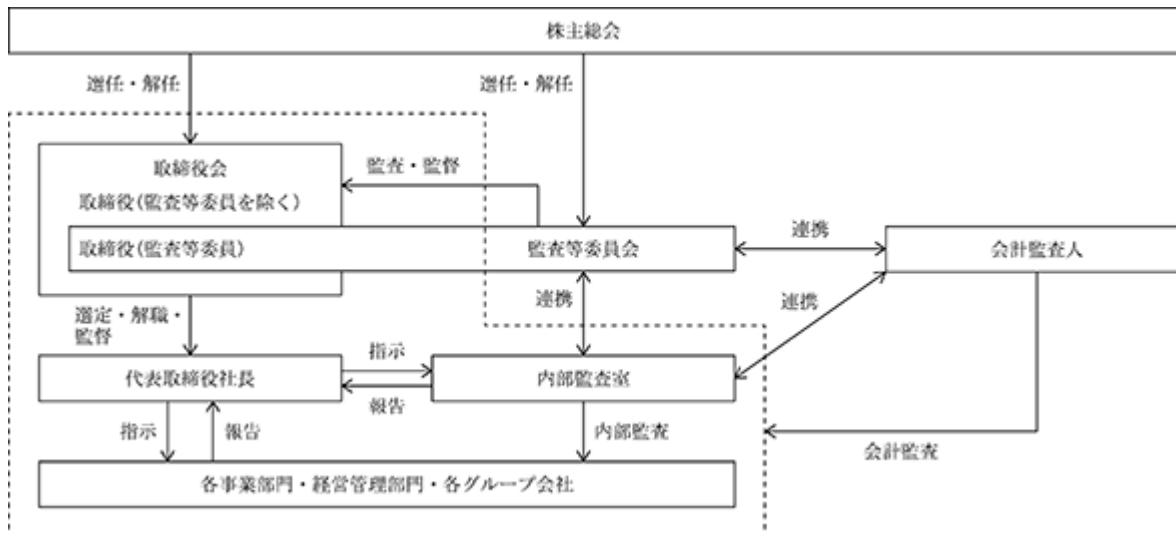 株主総会
選任・解任
選任・解任
取締役会
監査・監督
取締役(監査等委員を除く)
取締役(監査等委員)
監査等委員会
連携
会計監査人
選定・解職・
監督
連携
連携
指示
代表取締役社長
内部監査室
報告
指示
報告
内部監査
会計監査
各事業部門・経営管理部門・各グループ会社